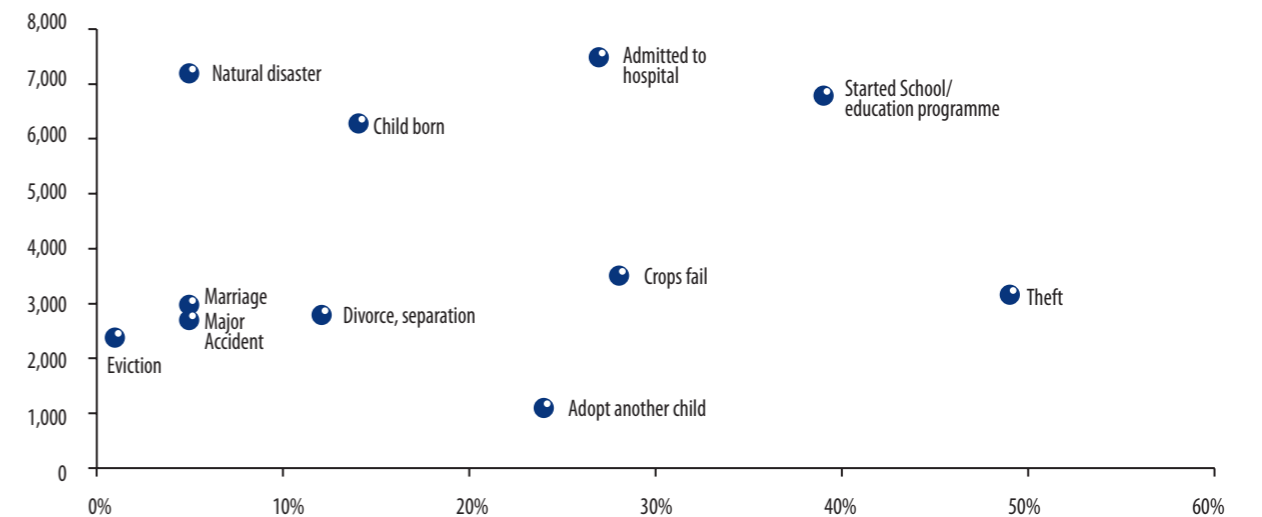 8,000
Natural disaster
Admitted to
hospital
7,000
Started School/
education programme
Child born
6,000
5,000
4,000
Crops fail
Marriage
Theft
3,000
Major
Accident
Divorce, separation
2,000
Eviction
Adopt another child
1,000
0
0%
10%
20%
30%
40%
50%
60%